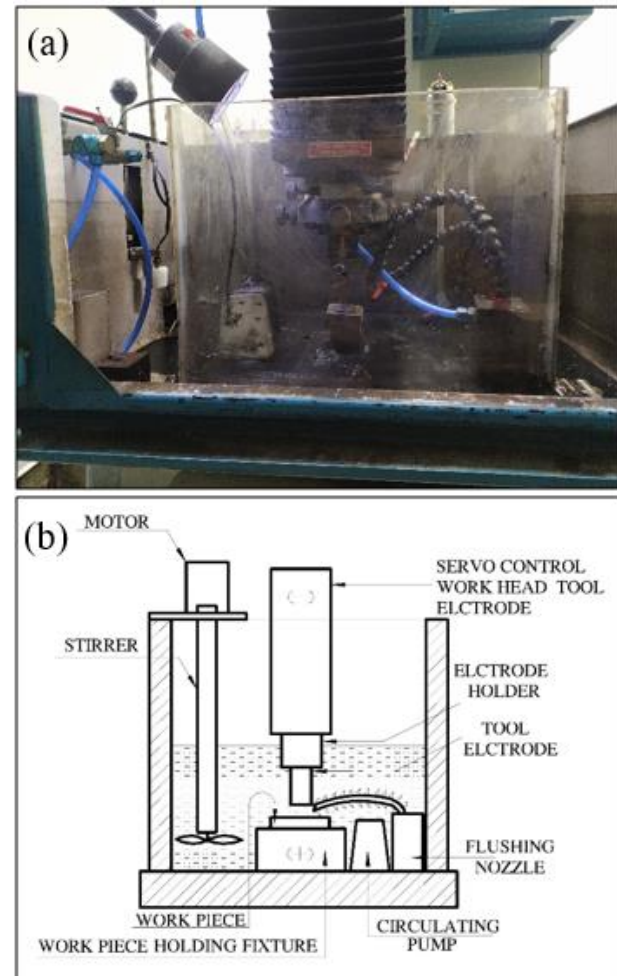 (a)
(b)
MOTOR
SERVO CONTROL
WORK HEAD TOOL
ELCTRODE
STIRRER
ELCTRODE
HOLDER
TOOL
ELCTRODE
FLUSHING
NOZZLE
WORK PIECE
CIRCULATING
PUMP
WORK PIECE HOLDING FIXTURE